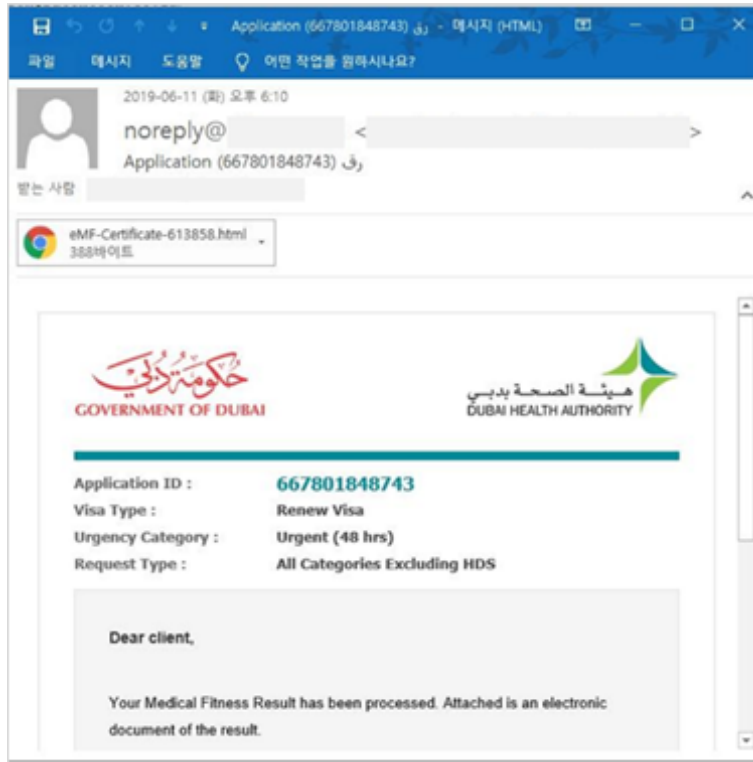 Application (667801848743) رق - 메시지 (HTML)
파일 메시지 도움말 어떤 작업을 원하시나요?
2019-06-11 (화) 오후 6:10
noreply@ < >
Application (667801848743) رق
받는 사람
eMF-Certificate-613858.html
388바이트
حكومة دبي
GOVERNMENT OF DUBAI
هيئة الصحة بدبي
DUBAI HEALTH AUTHORITY
Application ID : 667801848743
Visa Type : Renew Visa
Urgency Category : Urgent (48 hrs)
Request Type : All Categories Excluding HDS
Dear client,
Your Medical Fitness Result has been processed. Attached is an electronic
document of the result.